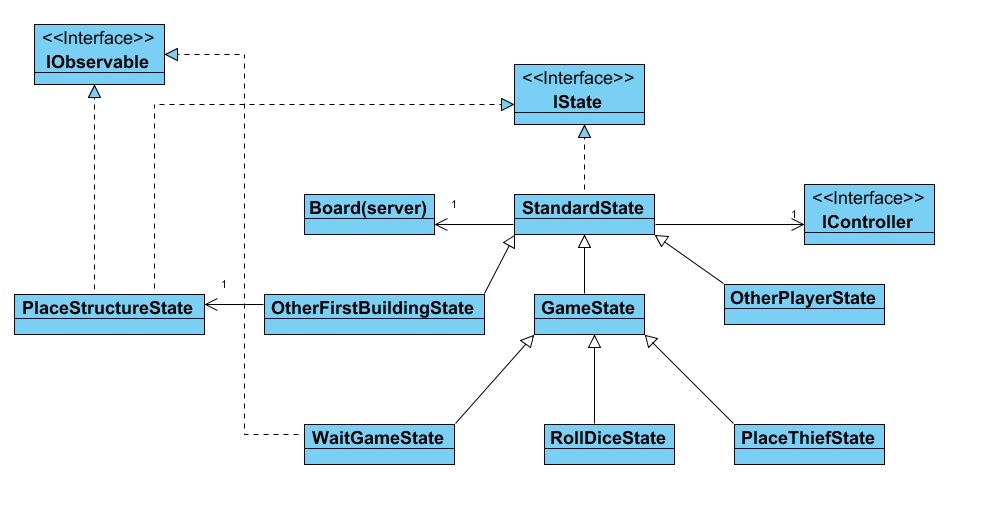 <<Interface>>
IObservable
<<Interface>>
IState
<<Interface>>
IController
Board(server)
1
StandardState
1
PlaceStructureState
1
OtherFirstBuildingState
GameState
OtherPlayerState
WaitGameState
RollDiceState
PlaceThiefState